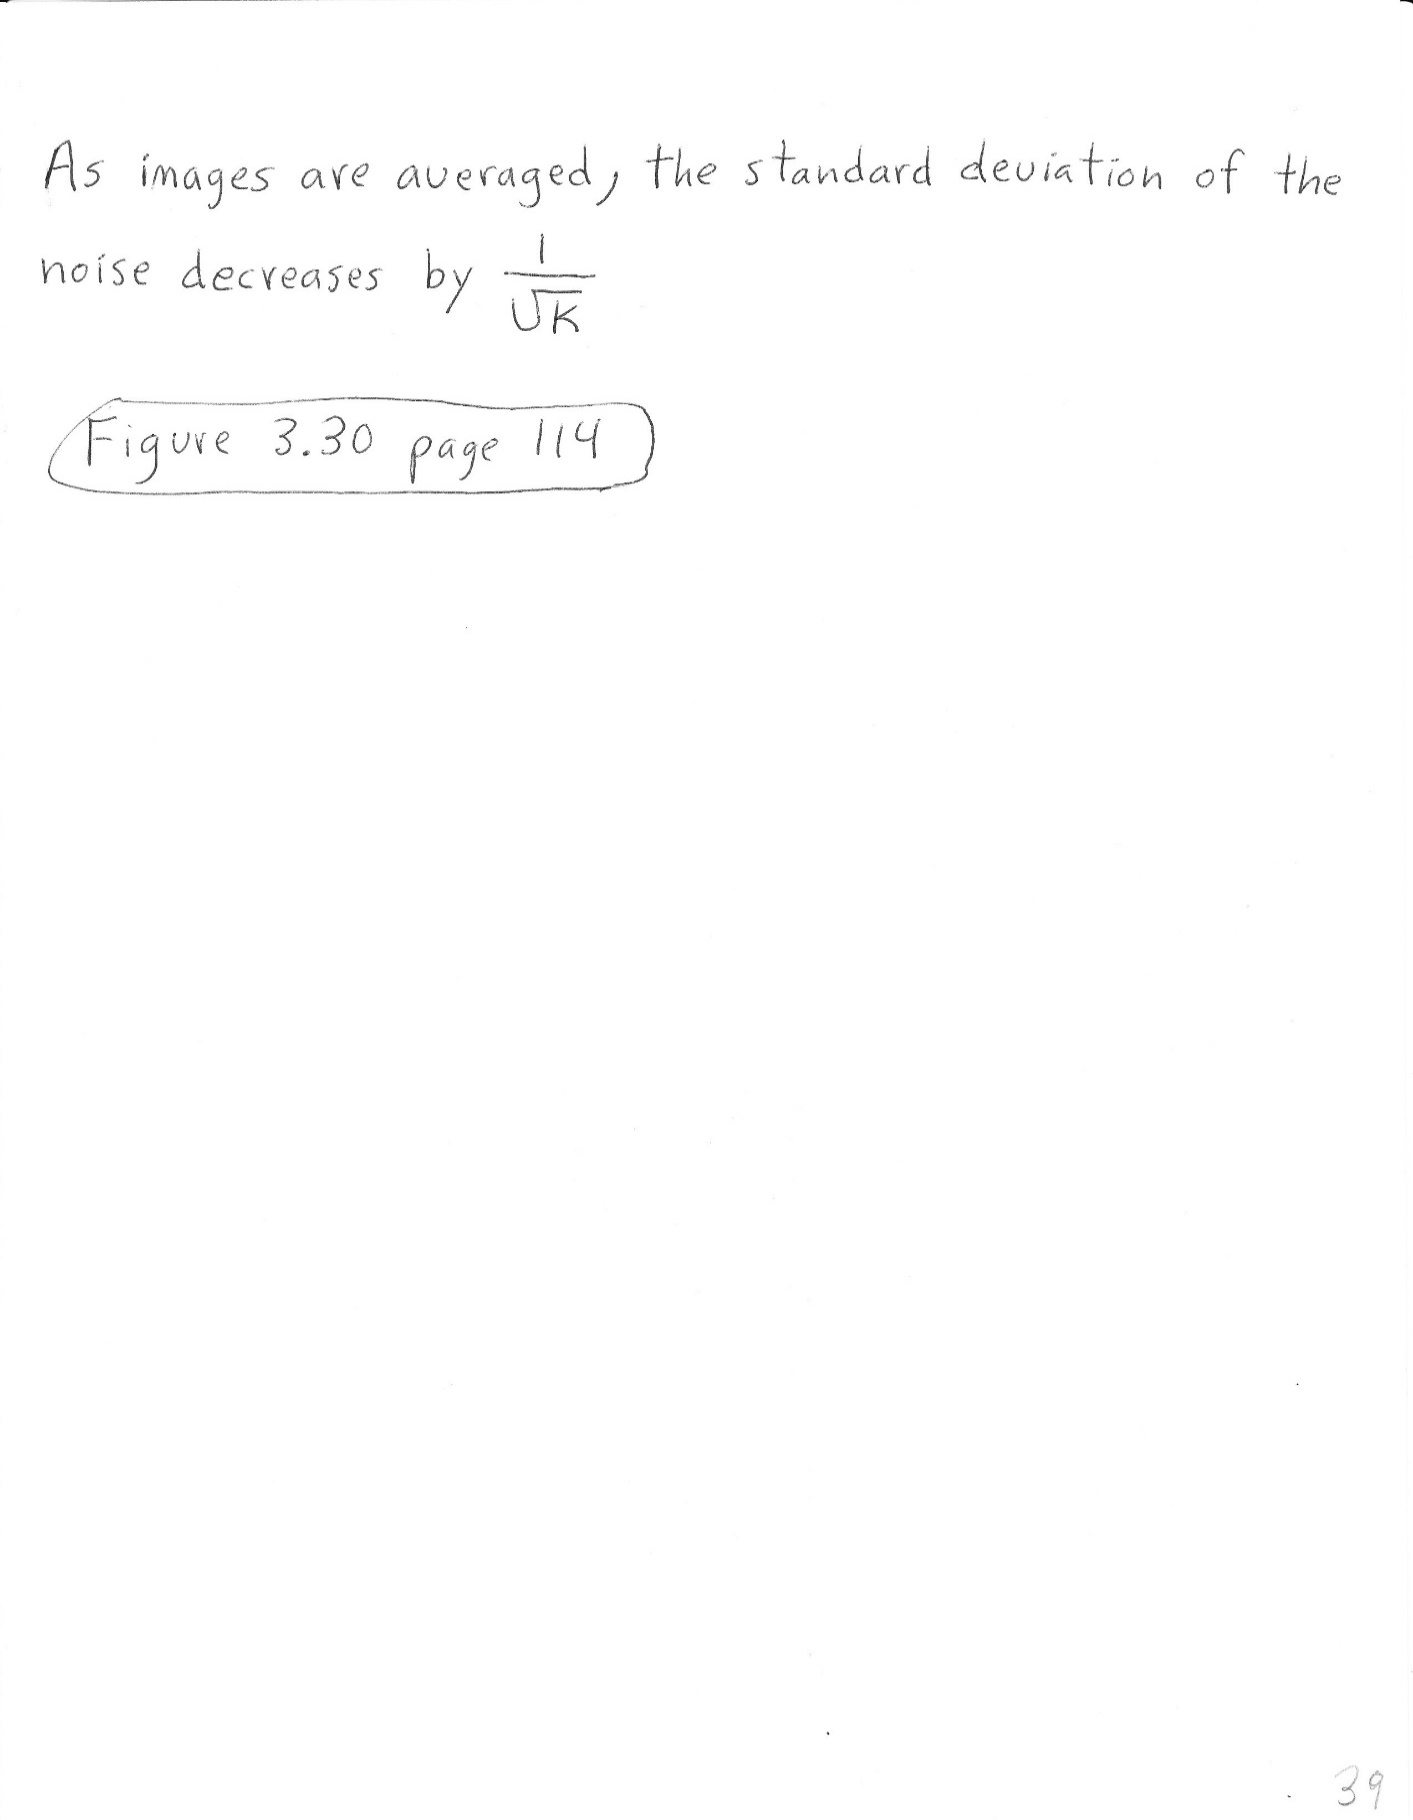 As images are averaged, the standard deviation of the
noise decreases by 1/√K
Figure 3.30 page 114
39